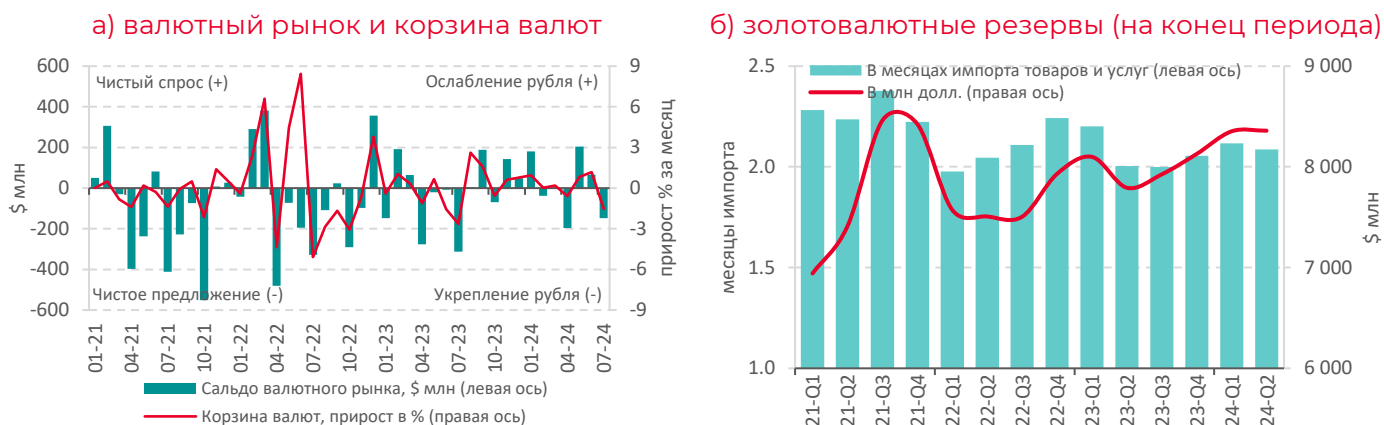 а) валютный рынок и корзина валют
600
400
200
0
-200
-400
-600
$ млн
Чистый спрос (+)
Ослабление рубля (+)
Чистое предложение (-)
Укрепление рубля (-)
9
6
3
0
-3
-6
-9
прирост % за месяц
01-21
04-21
07-21
10-21
01-22
04-22
07-22
10-22
01-23
04-23
07-23
10-23
01-24
04-24
07-24
Сальдо валютного рынка, $ млн (левая ось)
Корзина валют, прирост в % (правая ось)
б) золотовалютные резервы (на конец периода)
2.5
2.0
1.5
1.0
месяцы импорта
В месяцах импорта товаров и услуг (левая ось)
В млн долл. (правая ось)
9 000
8 000
7 000
6 000
$ млн
21-Q1
21-Q2
21-Q3
21-Q4
22-Q1
22-Q2
22-Q3
22-Q4
23-Q1
23-Q2
23-Q3
23-Q4
24-Q1
24-Q2